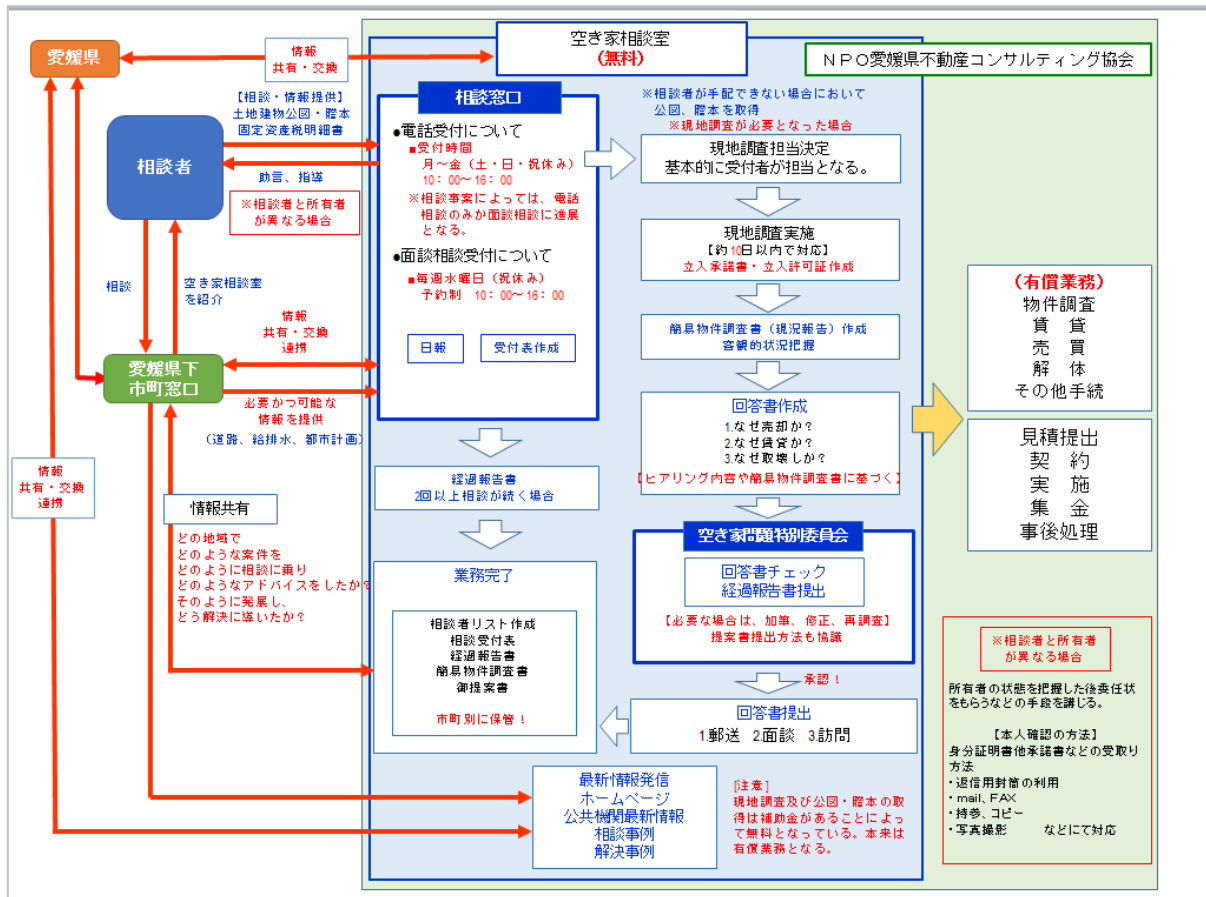 愛媛県
情報
共有・交換
空き家相談室
(無料)
NPO愛媛県不動産コンサルティング協会
【相談・情報提供】
土地建物公図・謄本
固定資産税明細書
相談者
助言、指導
※相談者と所有者
が異なる場合
相談
空き家相談室
を紹介
情報
共有・交換
連携
愛媛県下
市町窓口
必要かつ可能な
情報を提供
(道路、給排水、都市計画)
情報
共有・交換
連携
情報共有
どの地域で
どのような案件を
どのように相談に乗り
どのようなアドバイスをしたか?
そのように発展し、
どう解決に導いたか?
相談窓口
●電話受付について
■受付時間
月~金(土・日・祝休み)
10:00~16:00
※相談事案によっては、電話
相談のみか面談相談に進展
となる。
●面談相談受付について
■毎週水曜日(祝休み)
予約制 10:00~16:00
日報
受付表作成
経過報告書
2回以上相談が続く場合
業務完了
相談者リスト作成
相談受付表
経過報告書
簡易物件調査書
御提案書
市町別に保管!
※相談者が手配できない場合において
公図、謄本を取得
※現地調査が必要となった場合
現地調査担当決定
基本的に受付者が担当となる。
現地調査実施
【約10日以内で対応】
立入承諾書・立入許可証作成
簡易物件調査書(現況報告)作成
客観的状況把握
回答書作成
1.なぜ売却か?
2.なぜ賃貸か?
3.なぜ取壊しか?
【ヒアリング内容や簡易物件調査書に基づく】
空き家問題特別委員会
回答書チェック
経過報告書提出
【必要な場合は、加筆、修正、再調査】
提案書提出方法も協議
承認!
回答書提出
1.郵送 2.面談 3.訪問
最新情報発信
ホームページ
公共機関最新情報
相談事例
解決事例
[注意]
現地調査及び公図・謄本の取
得は補助金があることによっ
て無料となっている。本来は
有償業務となる。
(有償業務)
物件調査
賃 貸
売 買
解 体
その他手続
見積提出
契 約
実 施
集 金
事後処理
※相談者と所有者
が異なる場合
所有者の状態を把握した後委任状
をもらうなどの手段を講じる。
【本人確認の方法】
身分証明書他承諾書などの受取り
方法
・返信用封筒の利用
・mail、FAX
・持参、コピー
・写真撮影 などにて対応